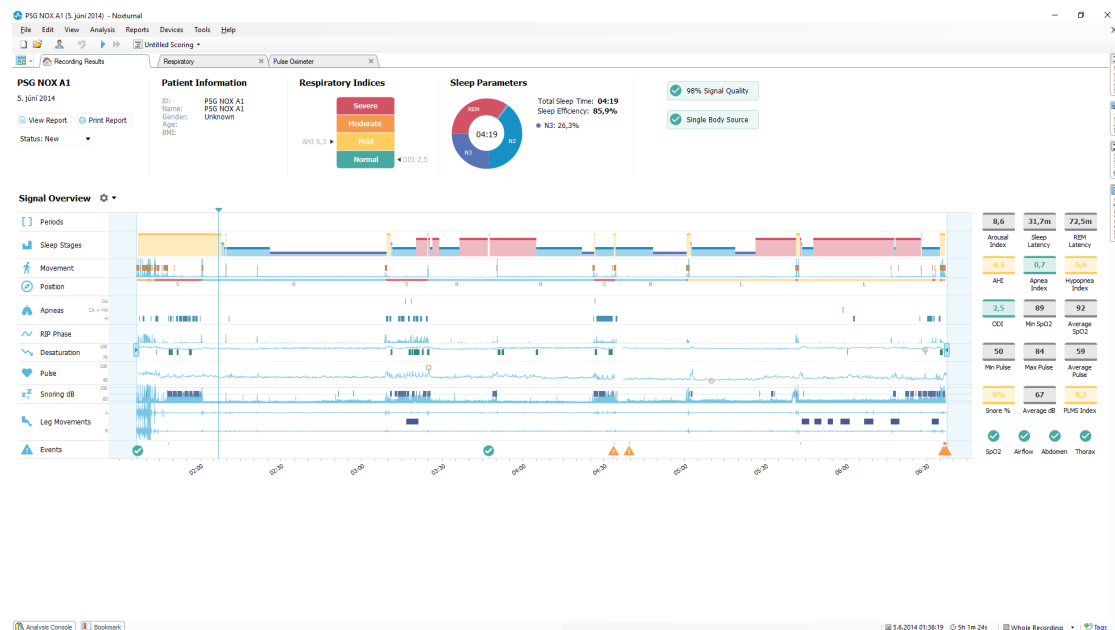 PSG NOX A1 (5. júní 2014) - Noxturnal
File Edit View Analysis Reports Devices Tools Help
Untitled Scoring
Recording Results Respiratory Pulse Oximeter
PSG NOX A1
5. júní 2014
View Report Print Report
Status: New
Patient Information
ID: PSG NOX A1
Name: PSG NOX A1
Gender: Unknown
Age:
BMI:
Respiratory Indices
Severe
Moderate
AHI 6,3 Mild
Normal ODI 2,5
Sleep Parameters
REM
04:19
N2
N3
Total Sleep Time: 04:19
Sleep Efficiency: 85,9%
N3: 26,3%
98% Signal Quality
Single Body Source
Signal Overview
[ ] Periods
Sleep Stages
Movement
Position
S R S R R S R L L
Apneas
OA
CA + MA
H
RIP Phase
Desaturation
100
70
Pulse
100
40
Snoring dB
100
60
Leg Movements
L
R
Events
02:00 02:30 03:00 03:30 04:00 04:30 05:00 05:30 06:00 06:30
8,6 31,7m 72,5m
Arousal Index Sleep Latency REM Latency
6,3 0,7 5,6
AHI Apnea Index Hypopnea Index
2,5 89 92
ODI Min SpO2 Average SpO2
50 84 59
Min Pulse Max Pulse Average Pulse
9% 67 9,3
Snore % Average dB PLMS Index
SpO2 Airflow Abdomen Thorax
Analysis Console Bookmark
5.6.2014 01:36:19 5h 1m 24s Whole Recording Tags